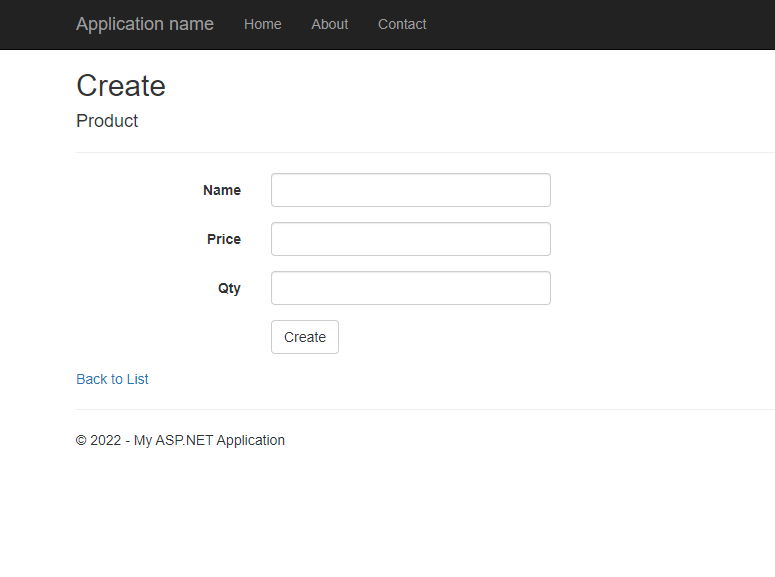 Application name Home About Contact
Create
Product
Name
Price
Qty
Create
Back to List
© 2022 - My ASP.NET Application